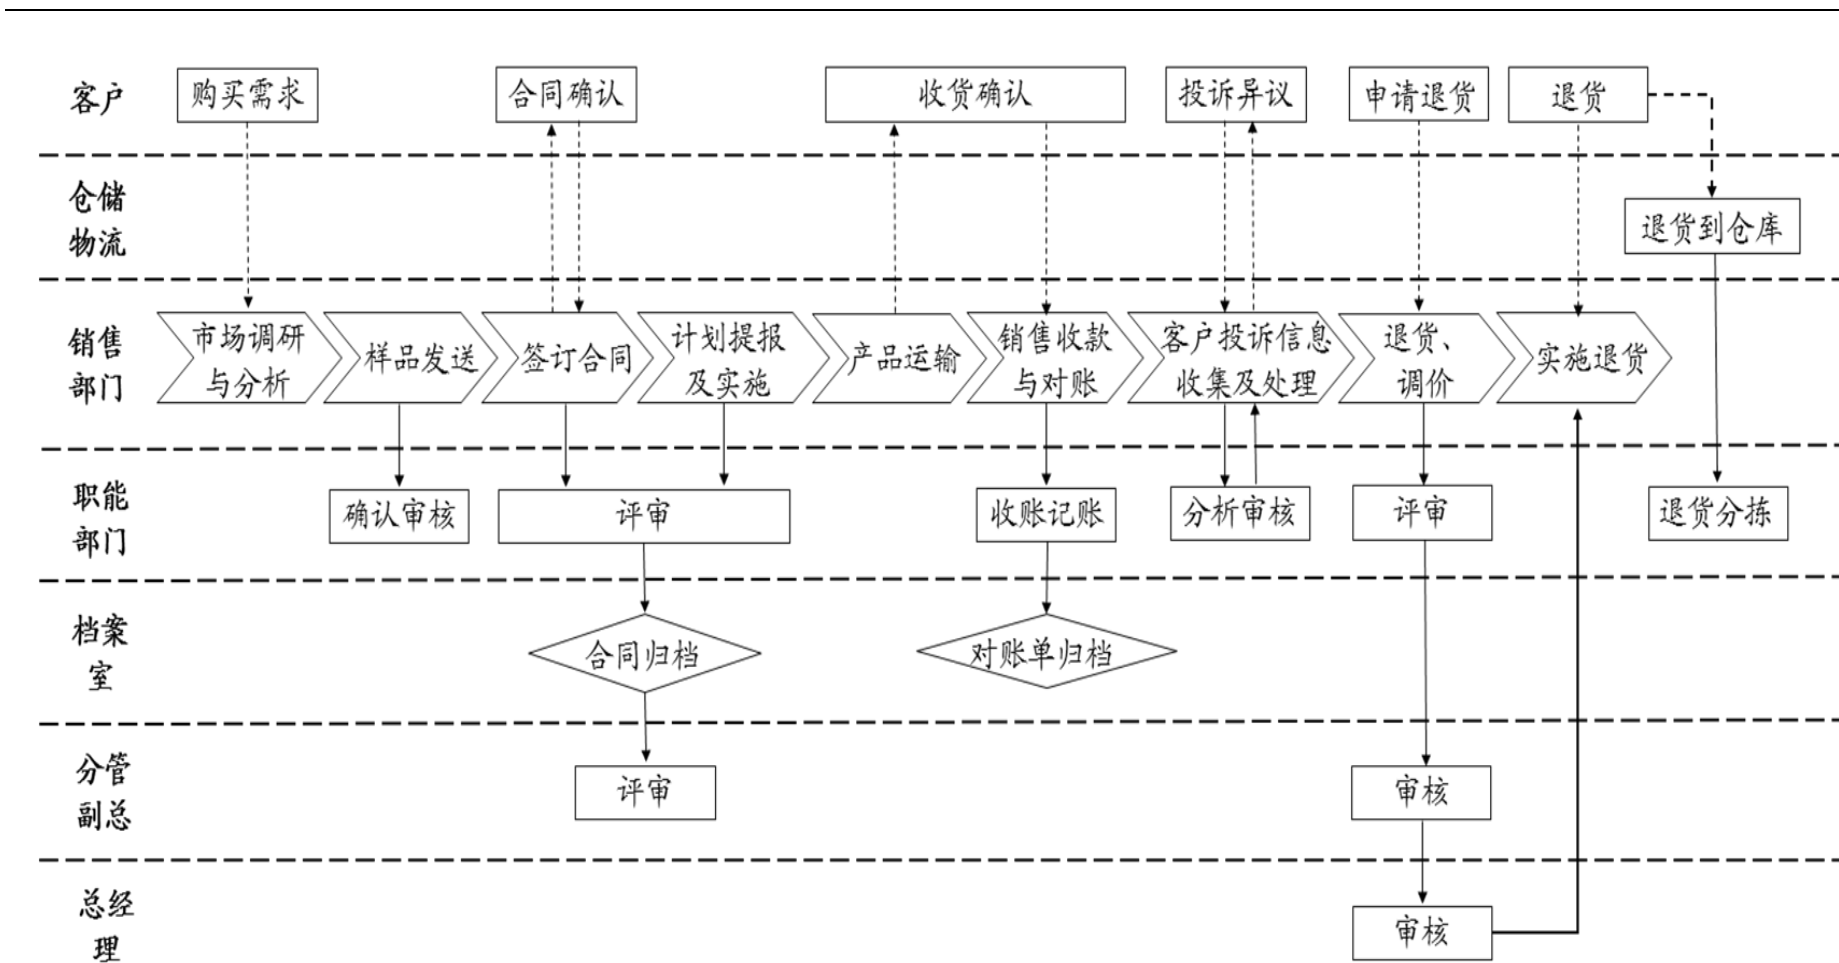 客户
购买需求
合同确认
收货确认
投诉异议
申请退货
退货
仓储
物流
退货到仓库
销售
部门
市场调研
与分析
样品发送
签订合同
计划提报
及实施
产品运输
销售收款
与对账
客户投诉信息
收集及处理
退货、
调价
实施退货
职能
部门
确认审核
评审
收账记账
分析审核
评审
退货分拣
档案
室
合同归档
对账单归档
分管
副总
评审
审核
总经
理
审核